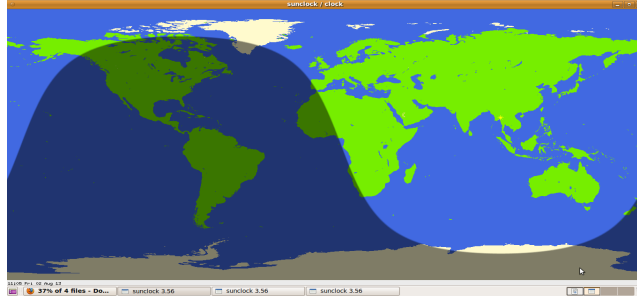 sunclock / clock
11:05 Fri 02 Aug 13
37% of 4 files – Do...
sunclock 3.56
sunclock 3.56
sunclock 3.56